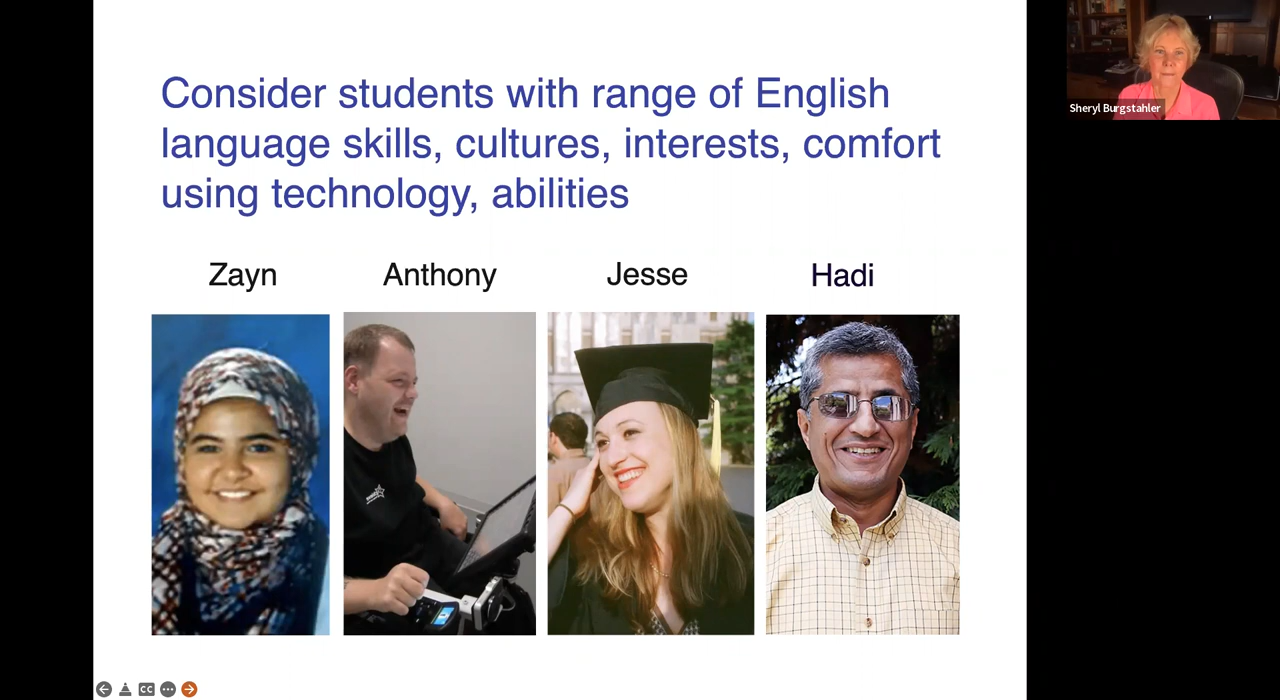 Consider students with range of English
language skills, cultures, interests, comfort
using technology, abilities
Zayn Anthony Jesse Hadi
Sheryl Burgstahler
CC